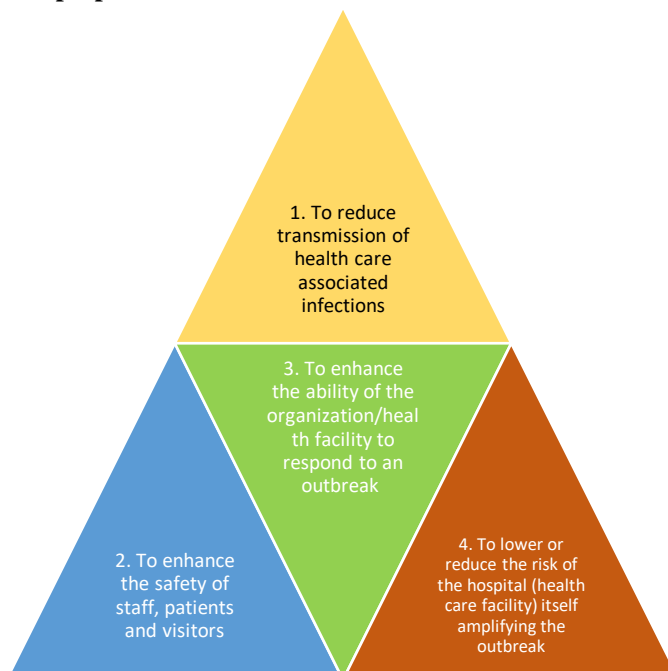 1. To reduce
transmission of
health care
associated
infections
3. To enhance
the ability of the
organization/heal
th facility to
respond to an
outbreak
2. To enhance
the safety of
staff, patients
and visitors
4. To lower or
reduce the risk of
the hospital (health
care facility) itself
amplifying the
outbreak